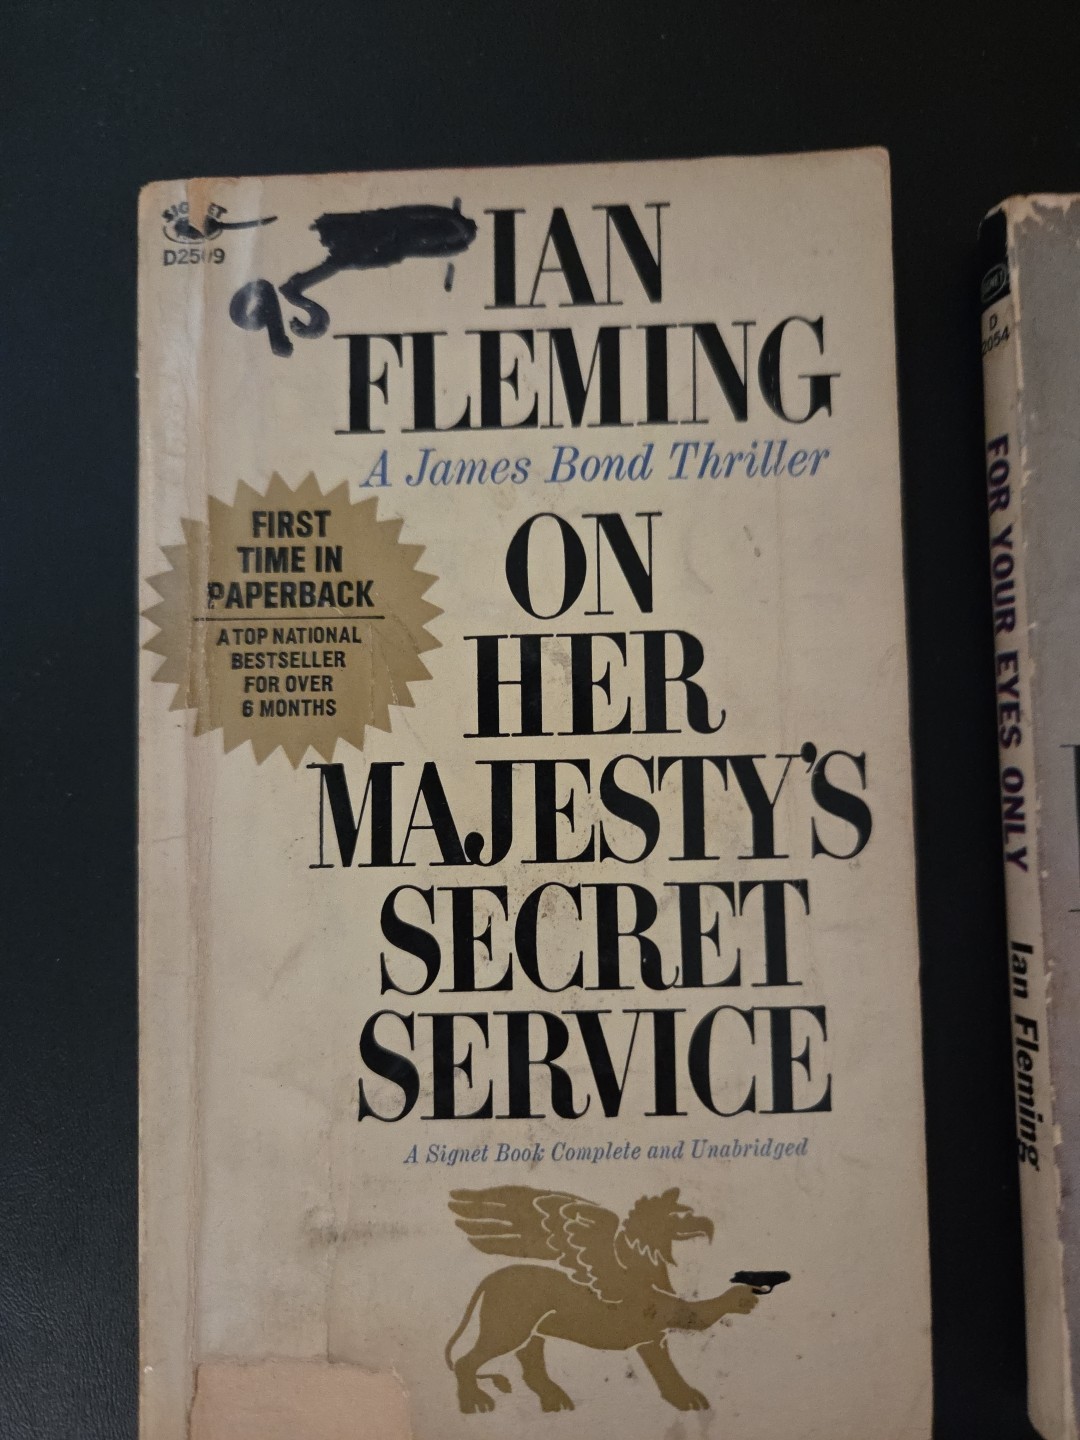 SIGNET
D2509
95
IAN
FLEMING
A James Bond Thriller
FIRST
TIME IN
PAPERBACK
A TOP NATIONAL
BESTSELLER
FOR OVER
6 MONTHS
ON
HER
MAJESTY'S
SECRET
SERVICE
A Signet Book Complete and Unabridged
SIGNET
D
2054
FOR YOUR EYES ONLY
Ian Fleming